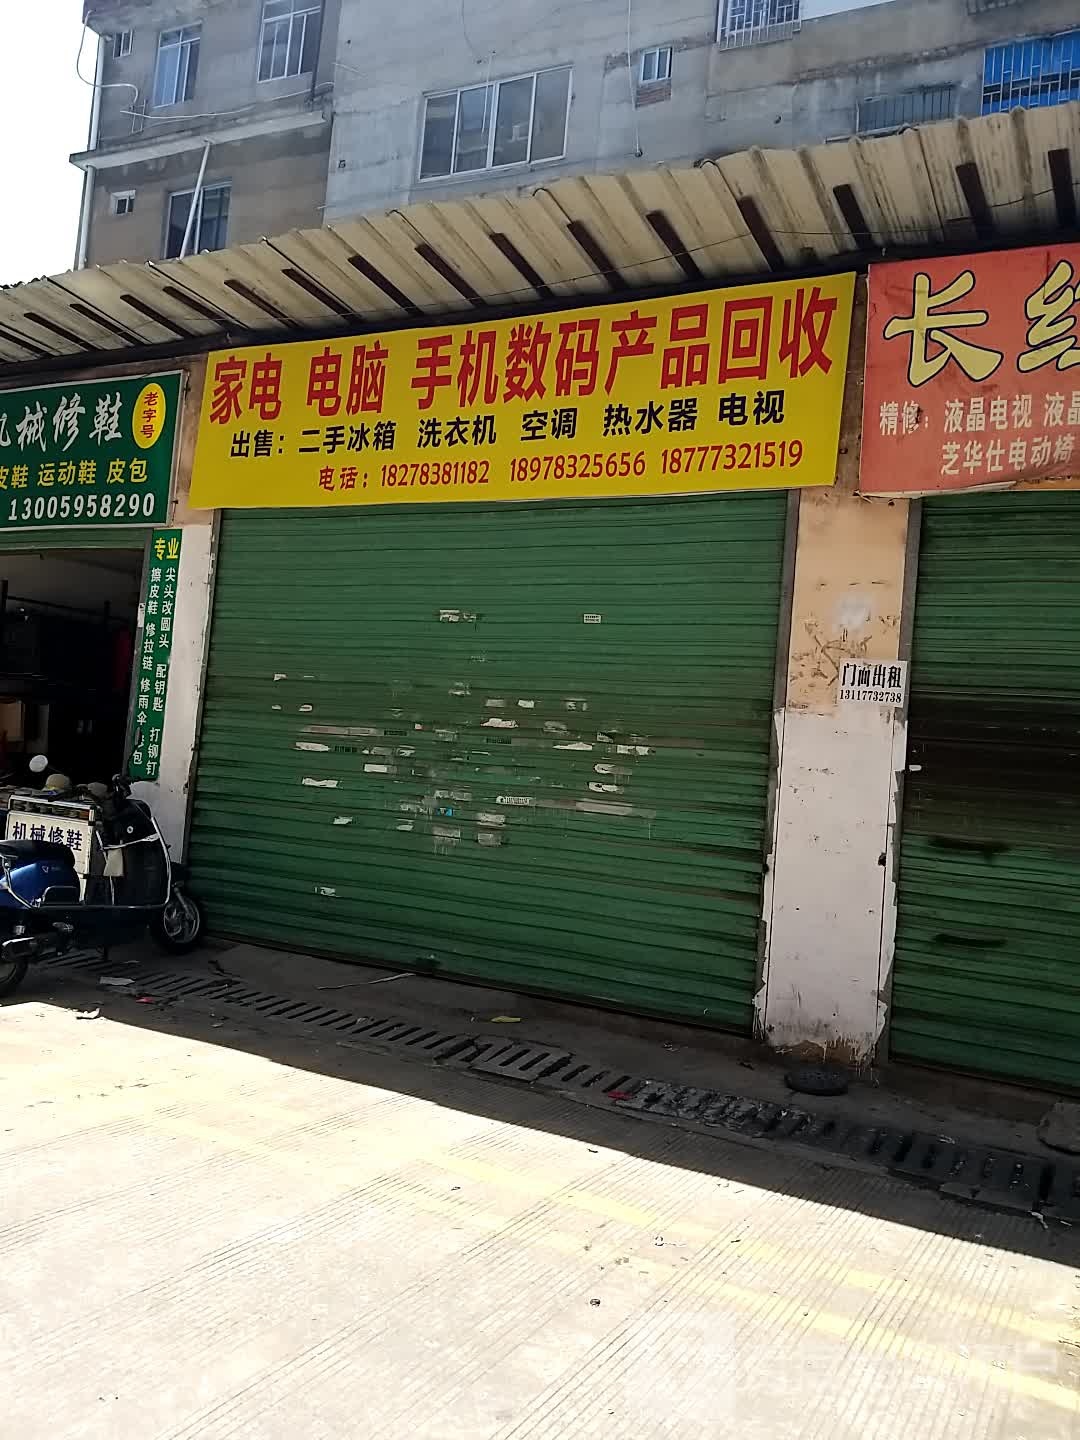 机械修鞋
老字号
皮鞋 运动鞋 皮包
13005958290
专业
尖头改圆头 配钥匙 打铆钉
擦皮鞋 修拉链 修雨伞
机械修鞋
家电 电脑 手机数码产品回收
出售：二手冰箱 洗衣机 空调 热水器 电视
电话：18278381182 18978325656 18777321519
长红
精修：液晶电视 液晶
芝华仕电动椅
门面出租
13117732738